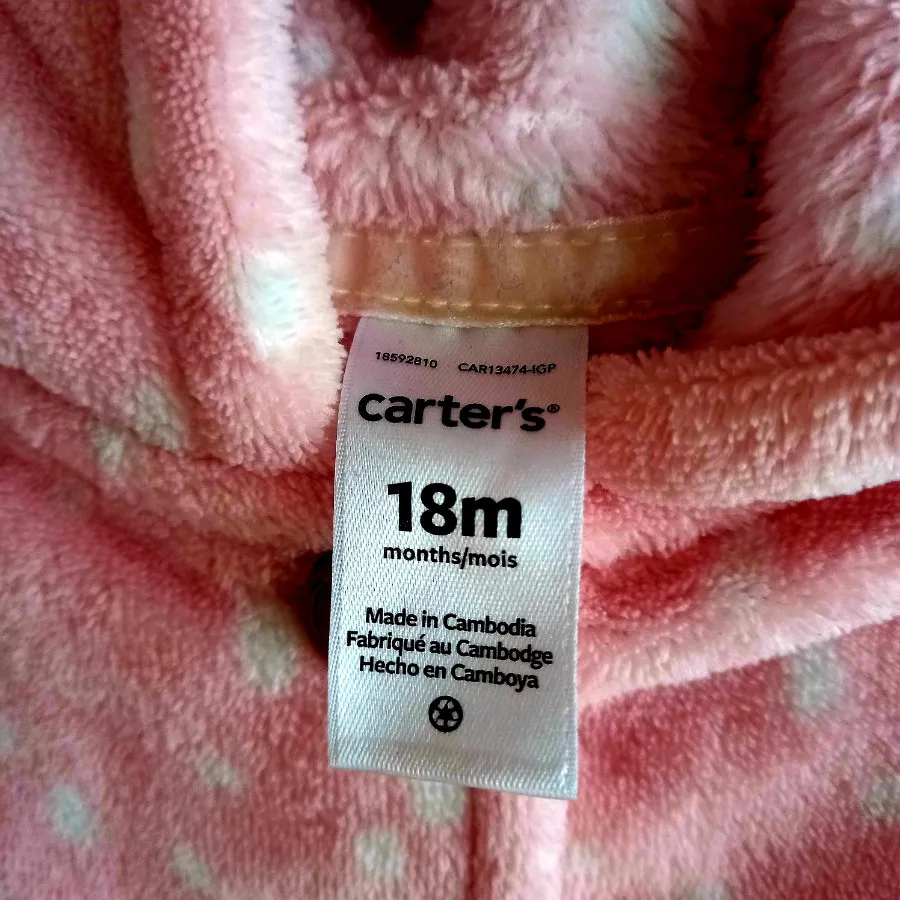 18592810 CAR13474-IGP
carter's®
18m
months/mois
Made in Cambodia
Fabriqué au Cambodge
Hecho en Camboya